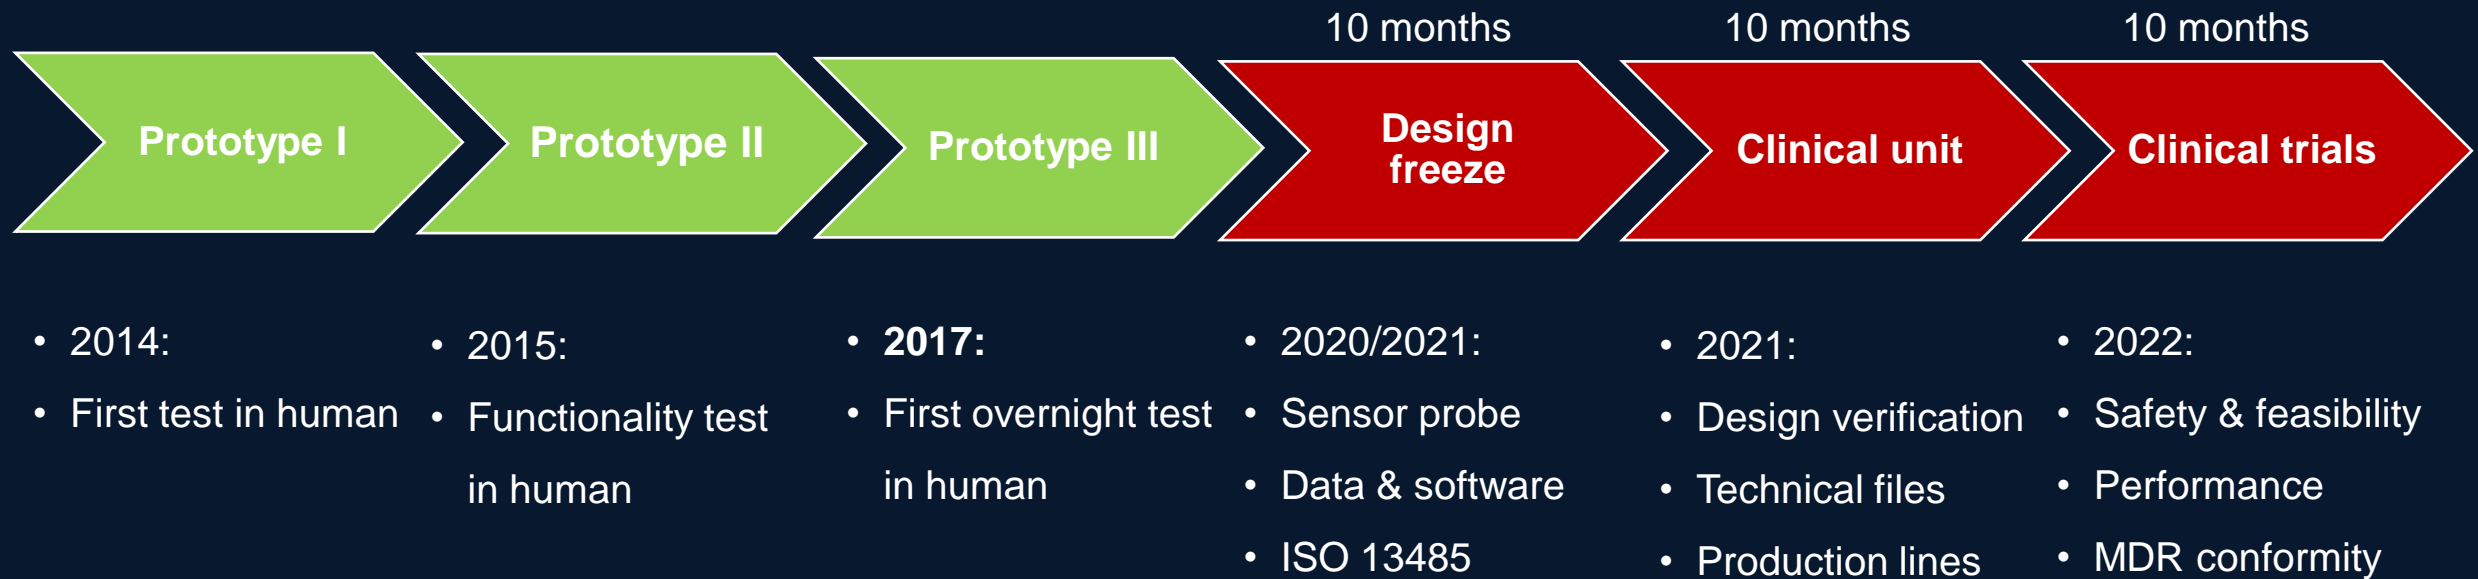 10 months
10 months
10 months
Prototype I
Prototype II
Prototype III
Design
freeze
Clinical unit
Clinical trials
• 2014:
• First test in human
• 2015:
• Functionality test
in human
• 2017:
• First overnight test
in human
• 2020/2021:
• Sensor probe
• Data & software
• ISO 13485
• 2021:
• Design verification
• Technical files
• Production lines
• 2022:
• Safety & feasibility
• Performance
• MDR conformity